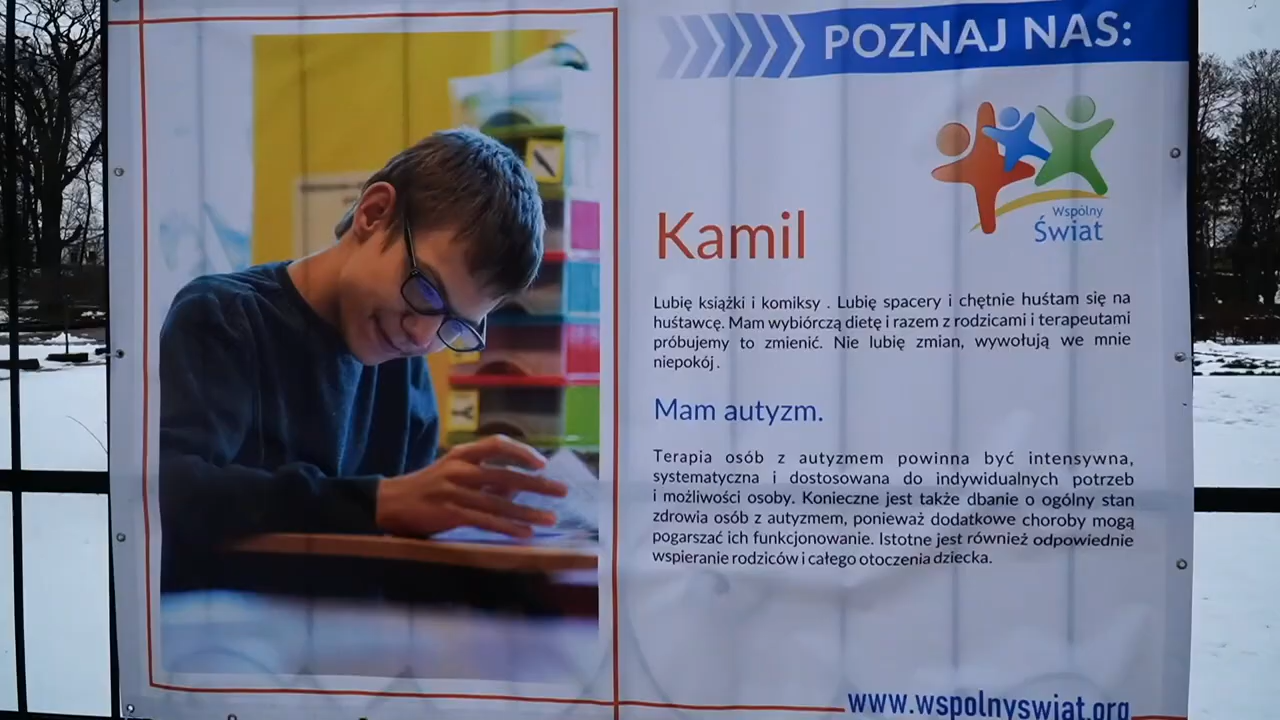 POZNAJ NAS:
Wspólny
Świat
Kamil
Lubię książki i komiksy . Lubię spacery i chętnie huśtam się na
huśtawcę. Mam wybiórczą dietę i razem z rodzicami i terapeutami
próbujemy to zmienić. Nie lubię zmian, wywołują we mnie
niepokój.
Mam autyzm.
Terapia osób z autyzmem powinna być intensywna,
systematyczna i dostosowana do indywidualnych potrzeb
i możliwości osoby. Konieczne jest także dbanie o ogólny stan
zdrowia osób z autyzmem, ponieważ dodatkowe choroby mogą
pogarszać ich funkcjonowanie. Istotne jest również odpowiednie
wspieranie rodziców i całego otoczenia dziecka.
www.wspolnyswiat.org